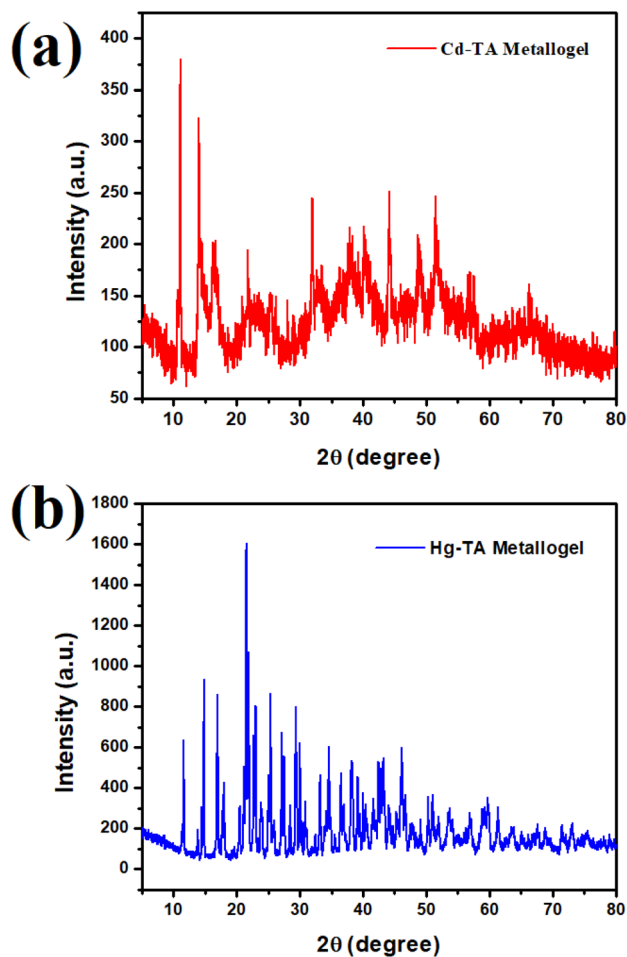 (a)
Cd-TA Metallogel
Intensity (a.u.)
400
350
300
250
200
150
100
50
10 20 30 40 50 60 70 80
2θ (degree)
(b)
Hg-TA Metallogel
Intensity (a.u.)
1800
1600
1400
1200
1000
800
600
400
200
0
10 20 30 40 50 60 70 80
2θ (degree)